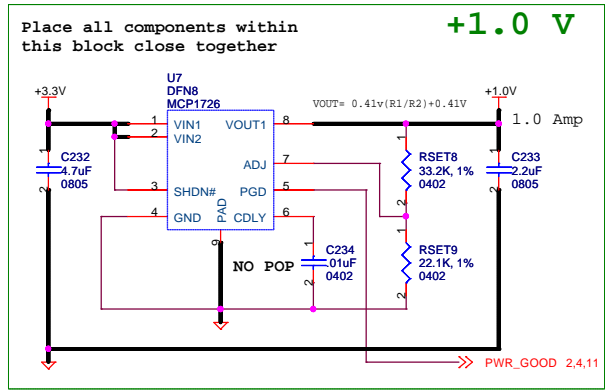 Place all components within
this block close together
+1.0 V
U7
DFN8
MCP1726
+3.3V
VOUT= 0.41v(R1/R2)+0.41V
+1.0V
1.0 Amp
1 VIN1 VOUT1 8
2 VIN2
ADJ 7
3 SHDN# PGD 5
4 GND CDLY 6
PAD
9
1
C232
4.7uF
0805
2
1
RSET8
33.2K, 1%
0402
2
1
C233
2.2uF
0805
2
NO POP
1
C234
.01uF
0402
2
1
RSET9
22.1K, 1%
0402
2
PWR_GOOD 2,4,11